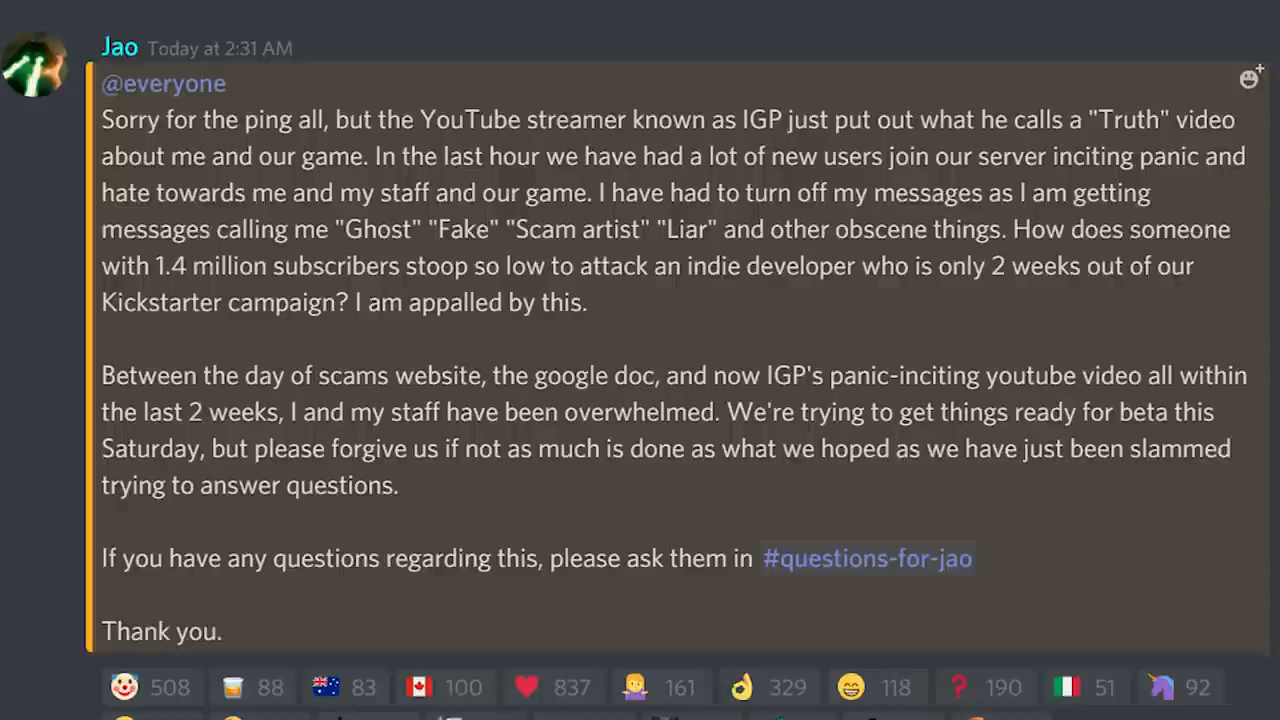 Jao Today at 2:31 AM
@everyone
Sorry for the ping all, but the YouTube streamer known as IGP just put out what he calls a "Truth" video
about me and our game. In the last hour we have had a lot of new users join our server inciting panic and
hate towards me and my staff and our game. I have had to turn off my messages as I am getting
messages calling me "Ghost" "Fake" "Scam artist" "Liar" and other obscene things. How does someone
with 1.4 million subscribers stoop so low to attack an indie developer who is only 2 weeks out of our
Kickstarter campaign? I am appalled by this.
Between the day of scams website, the google doc, and now IGP's panic-inciting youtube video all within
the last 2 weeks, I and my staff have been overwhelmed. We're trying to get things ready for beta this
Saturday, but please forgive us if not as much is done as what we hoped as we have just been slammed
trying to answer questions.
If you have any questions regarding this, please ask them in #questions-for-jao
Thank you.
508 88 83 100 837 161 329 118 190 51 92